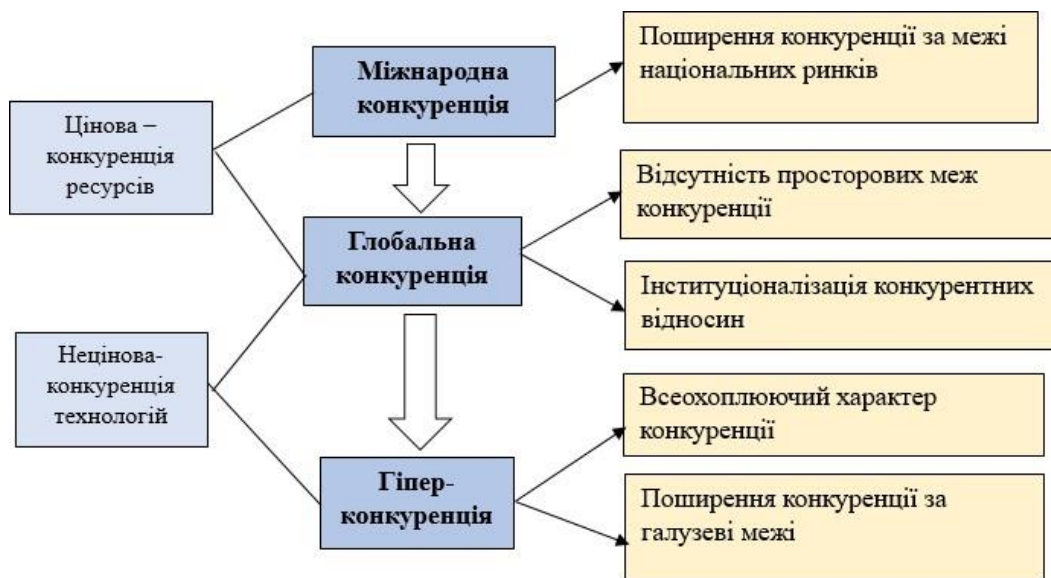 Цінова –
конкуренція
ресурсів
Нецінова-
конкуренція
технологій
Міжнародна
конкуренція
Глобальна
конкуренція
Гіпер-
конкуренція
Поширення конкуренції за межі
національних ринків
Відсутність просторових меж
конкуренції
Інституціоналізація конкурентних
відносин
Всеохоплюючий характер
конкуренції
Поширення конкуренції за
галузеві межі